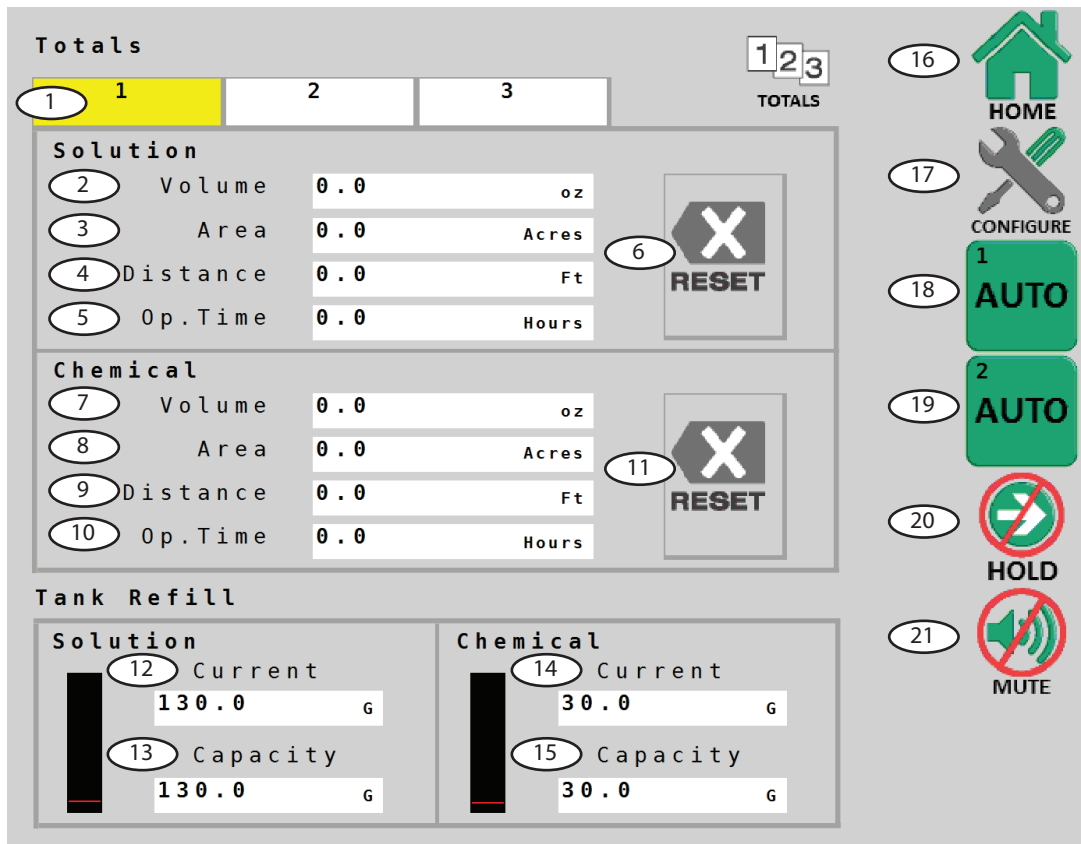 Totals
1 2 3
TOTALS
16
HOME
1 1 2 3
Solution
2 Volume 0.0 oz
3 Area 0.0 Acres
4 Distance 0.0 Ft
5 Op.Time 0.0 Hours
6
RESET
Chemical
7 Volume 0.0 oz
8 Area 0.0 Acres
9 Distance 0.0 Ft
10 Op.Time 0.0 Hours
11
RESET
Tank Refill
Solution
12 Current
130.0 G
13 Capacity
130.0 G
Chemical
14 Current
30.0 G
15 Capacity
30.0 G
17
CONFIGURE
18
1
AUTO
19
2
AUTO
20
HOLD
21
MUTE